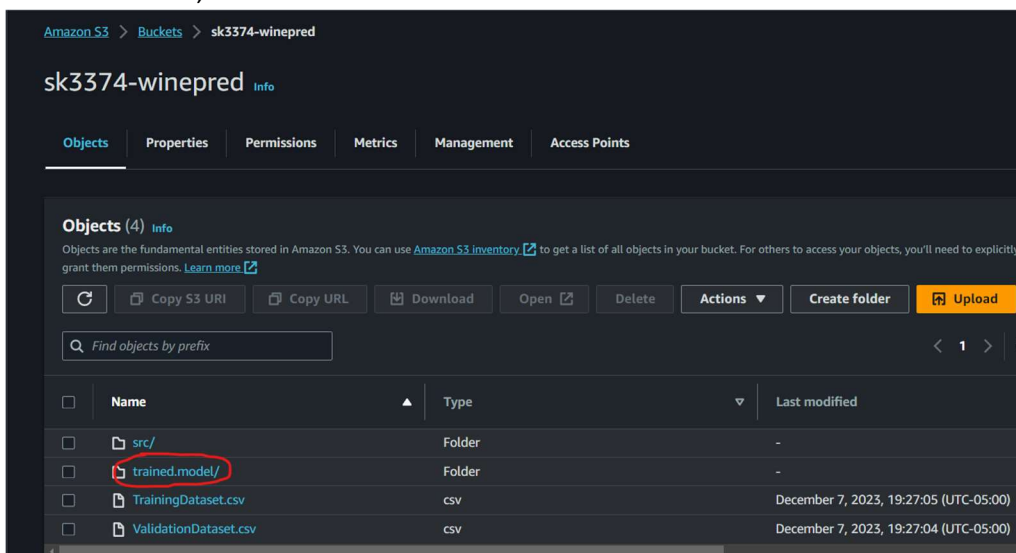 Amazon S3 > Buckets > sk3374-winepred
sk3374-winepred Info
Objects Properties Permissions Metrics Management Access Points
Objects (4) Info
Objects are the fundamental entities stored in Amazon S3. You can use Amazon S3 inventory to get a list of all objects in your bucket. For others to access your objects, you'll need to explicitly
grant them permissions. Learn more
Copy S3 URI Copy URL Download Open Delete Actions Create folder Upload
Find objects by prefix < 1 >
Name Type Last modified
src/ Folder -
trained.model/ Folder -
TrainingDataset.csv csv December 7, 2023, 19:27:05 (UTC-05:00)
ValidationDataset.csv csv December 7, 2023, 19:27:04 (UTC-05:00)